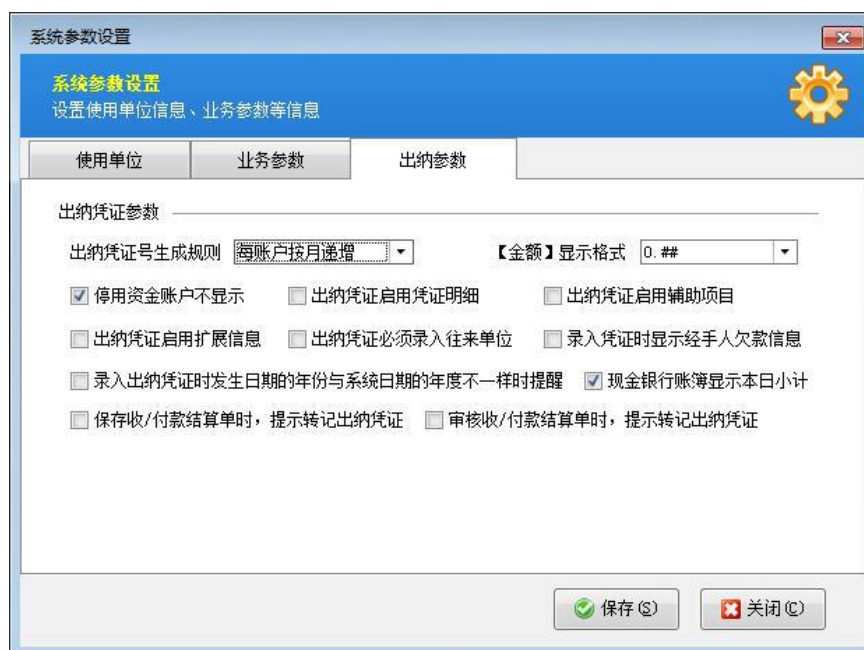 系统参数设置
系统参数设置
设置使用单位信息、业务参数等信息
使用单位 业务参数 出纳参数
出纳凭证参数
出纳凭证号生成规则 每账户按月递增 【金额】显示格式 0.##
停用资金账户不显示 出纳凭证启用凭证明细 出纳凭证启用辅助项目
出纳凭证启用扩展信息 出纳凭证必须录入往来单位 录入凭证时显示经手人欠款信息
录入出纳凭证时发生日期的年份与系统日期的年度不一样时提醒 现金银行账簿显示本日小计
保存收/付款结算单时，提示转记出纳凭证 审核收/付款结算单时，提示转记出纳凭证
保存(S) 关闭(C)